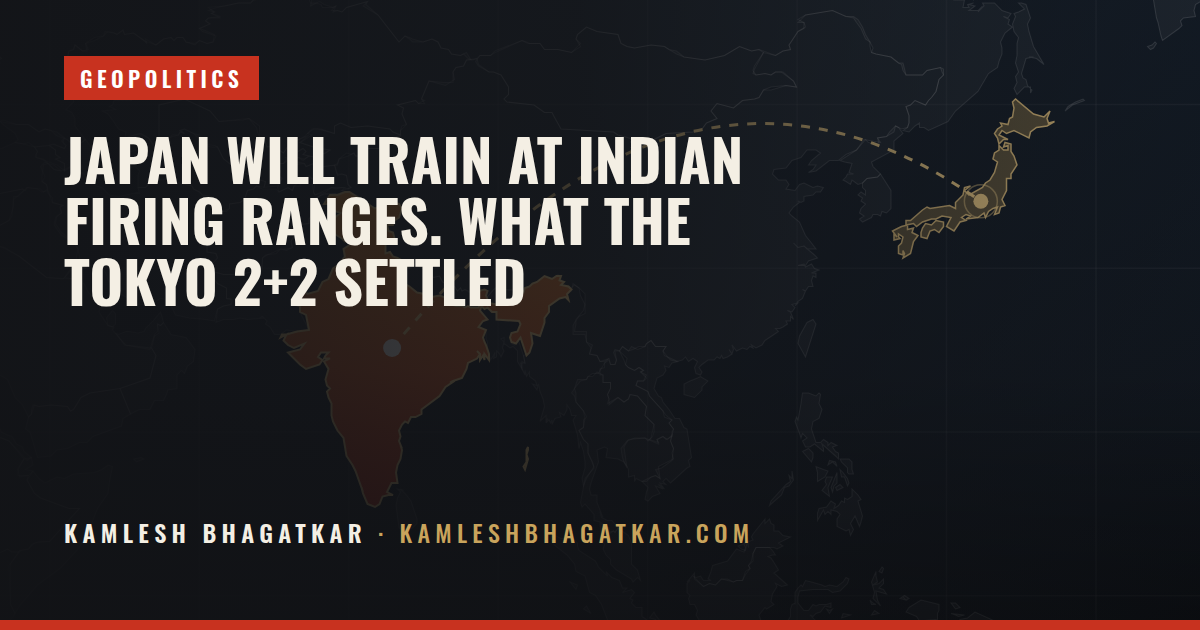 GEOPOLITICS
JAPAN WILL TRAIN AT INDIAN
FIRING RANGES. WHAT THE
TOKYO 2+2 SETTLED
KAMLESH BHAGATKAR · KAMLESHBHAGATKAR.COM